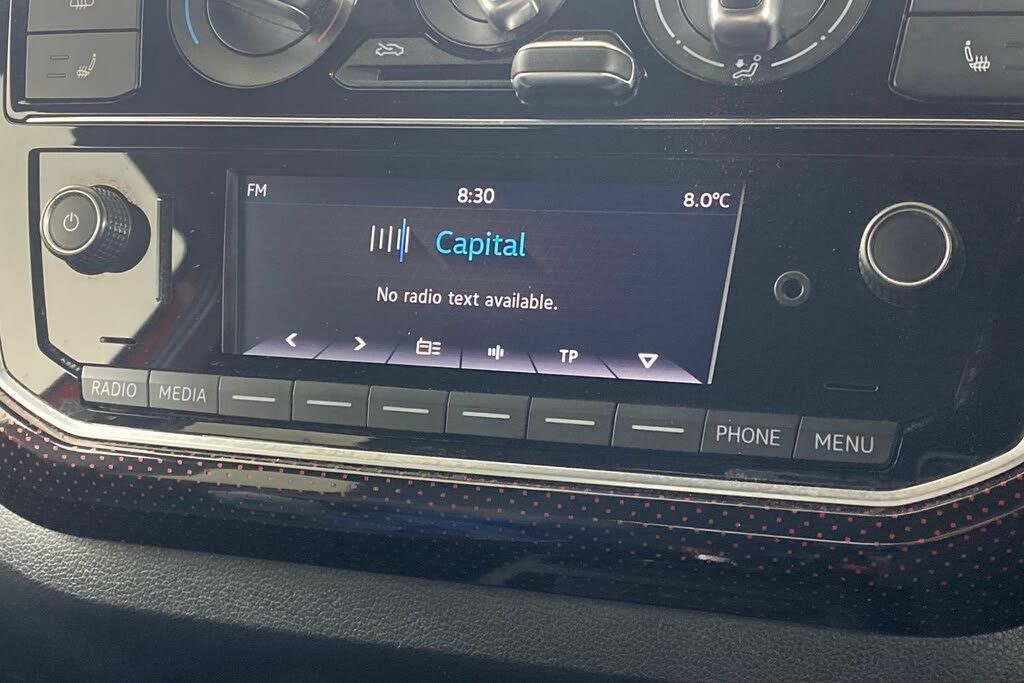 FM 8:30 8.0°C
Capital
No radio text available.
TP
RADIO MEDIA PHONE MENU